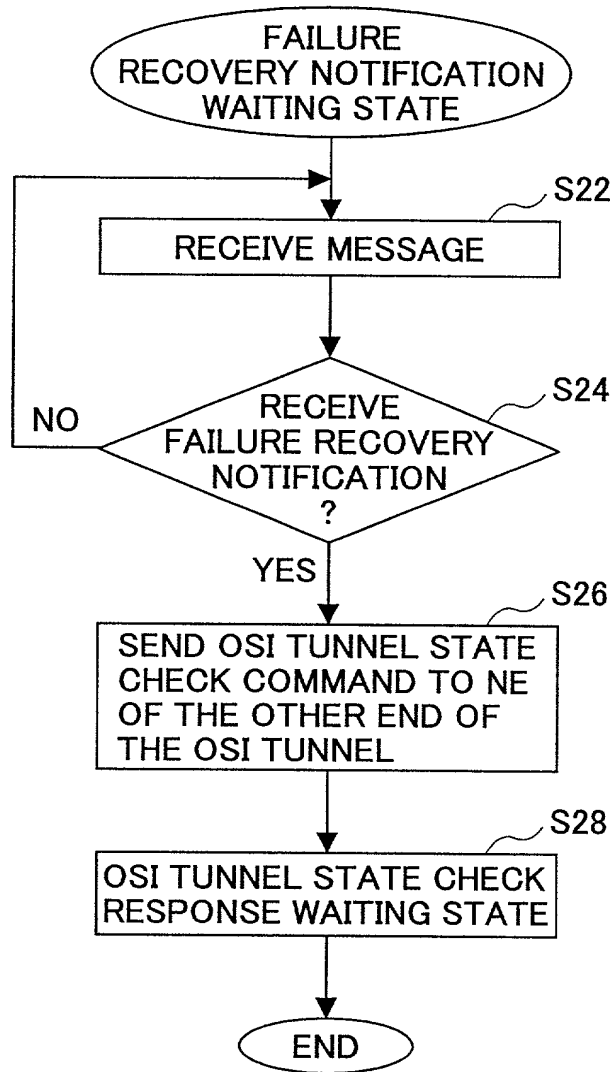 FAILURE
RECOVERY NOTIFICATION
WAITING STATE
S22
RECEIVE MESSAGE
S24
NO
RECEIVE
FAILURE RECOVERY
NOTIFICATION
?
YES
S26
SEND OSI TUNNEL STATE
CHECK COMMAND TO NE
OF THE OTHER END OF
THE OSI TUNNEL
S28
OSI TUNNEL STATE CHECK
RESPONSE WAITING STATE
END